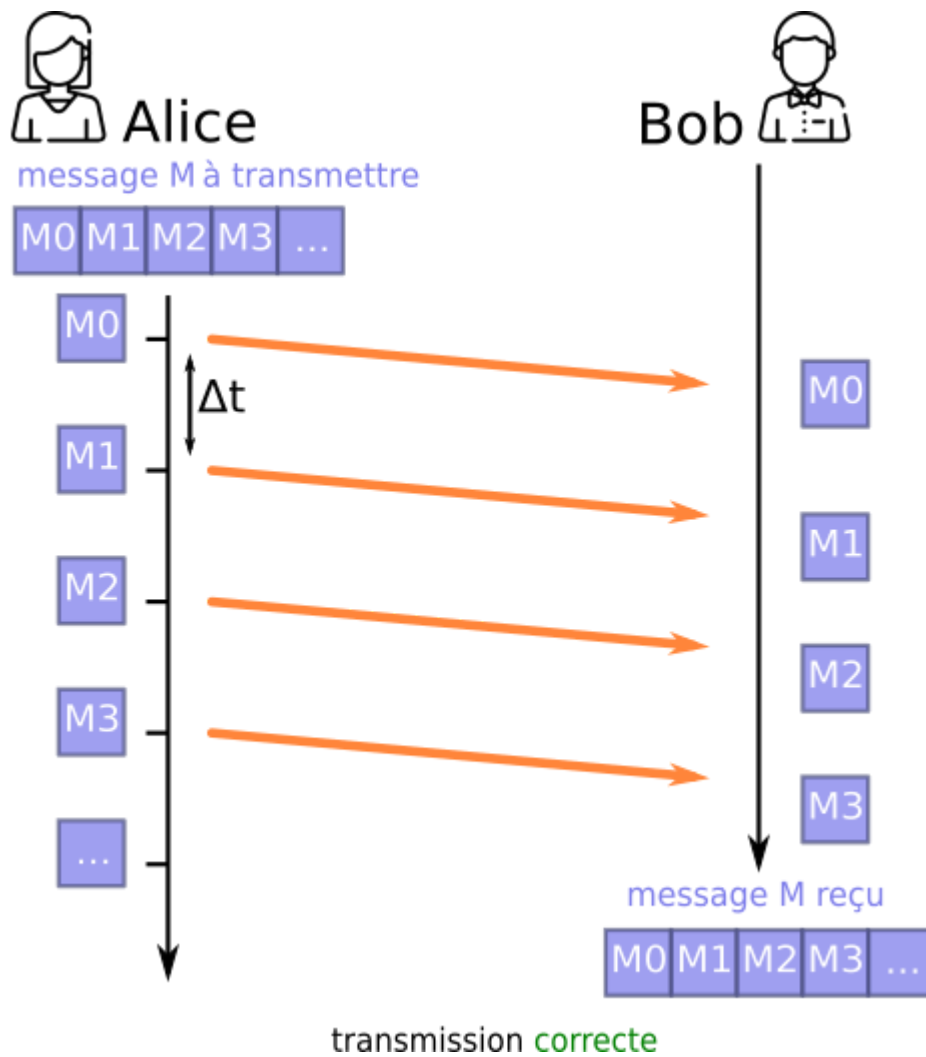 Alice
Bob
message M à transmettre
M0 M1 M2 M3 ...
M0
Δt
M0
M1
M1
M2
M2
M3
M3
...
message M reçu
M0 M1 M2 M3 ...
transmission correcte